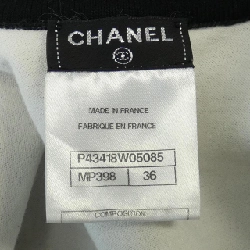 CHANEL
MADE IN FRANCE
FABRIQUE EN FRANCE
P43418W05085
MP398 36
COMPOSITION